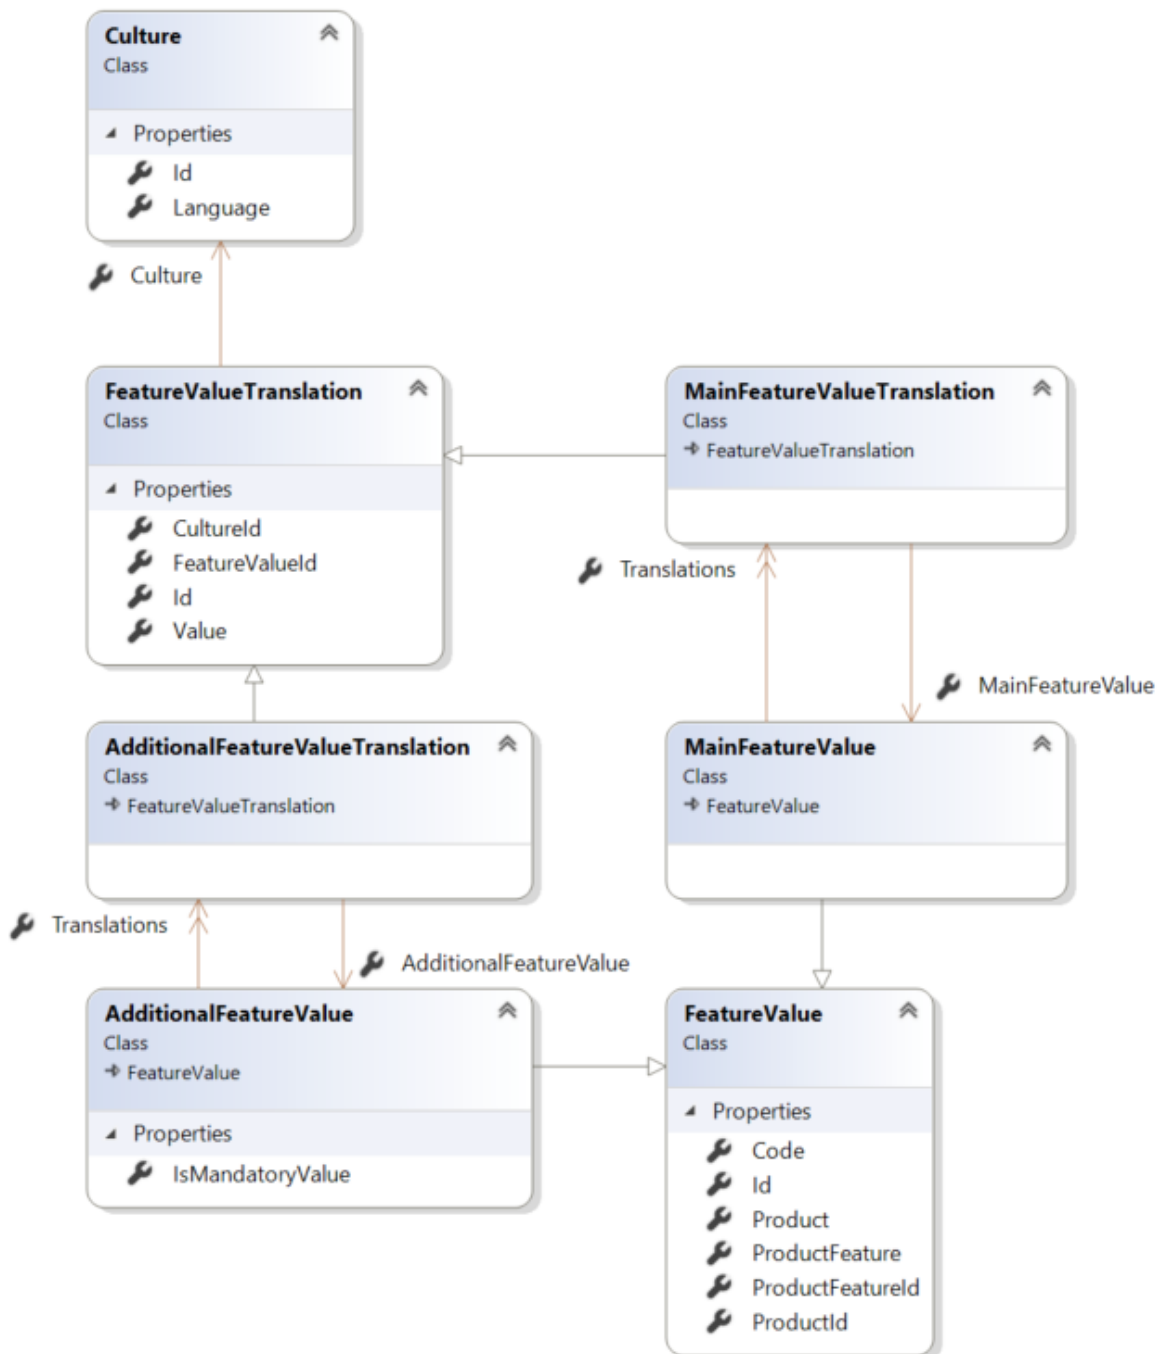 Culture
Class
Properties
Id
Language
Culture
FeatureValueTranslation
Class
Properties
CultureId
FeatureValueId
Id
Value
MainFeatureValueTranslation
Class
FeatureValueTranslation
Translations
MainFeatureValue
AdditionalFeatureValueTranslation
Class
FeatureValueTranslation
MainFeatureValue
Class
FeatureValue
Translations
AdditionalFeatureValue
AdditionalFeatureValue
Class
FeatureValue
Properties
IsMandatoryValue
FeatureValue
Class
Properties
Code
Id
Product
ProductFeature
ProductFeatureId
ProductId